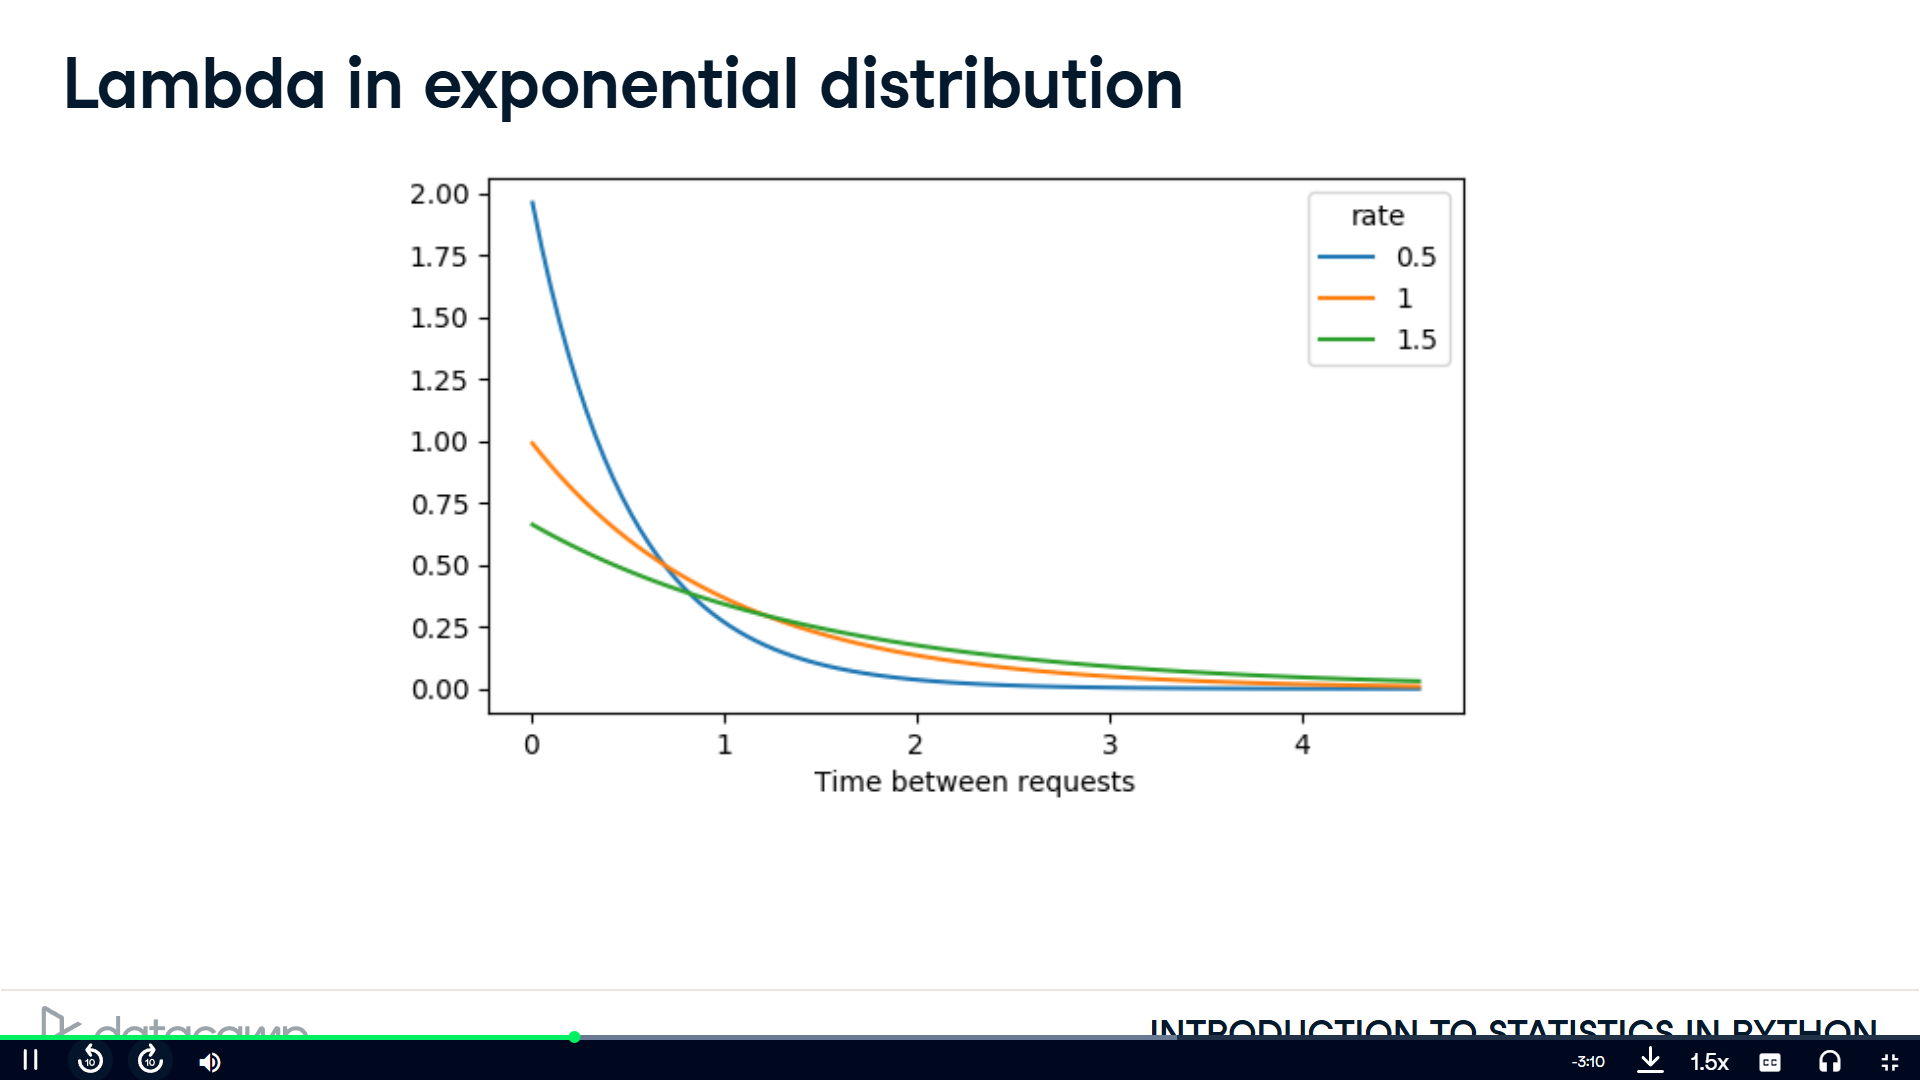 Lambda in exponential distribution
2.00
1.75
1.50
1.25
1.00
0.75
0.50
0.25
0.00
rate
0.5
1
1.5
0 1 2 3 4
Time between requests
datacamp
INTRODUCTION TO STATISTICS IN PYTHON
10 10 -3:10 1.5x CC